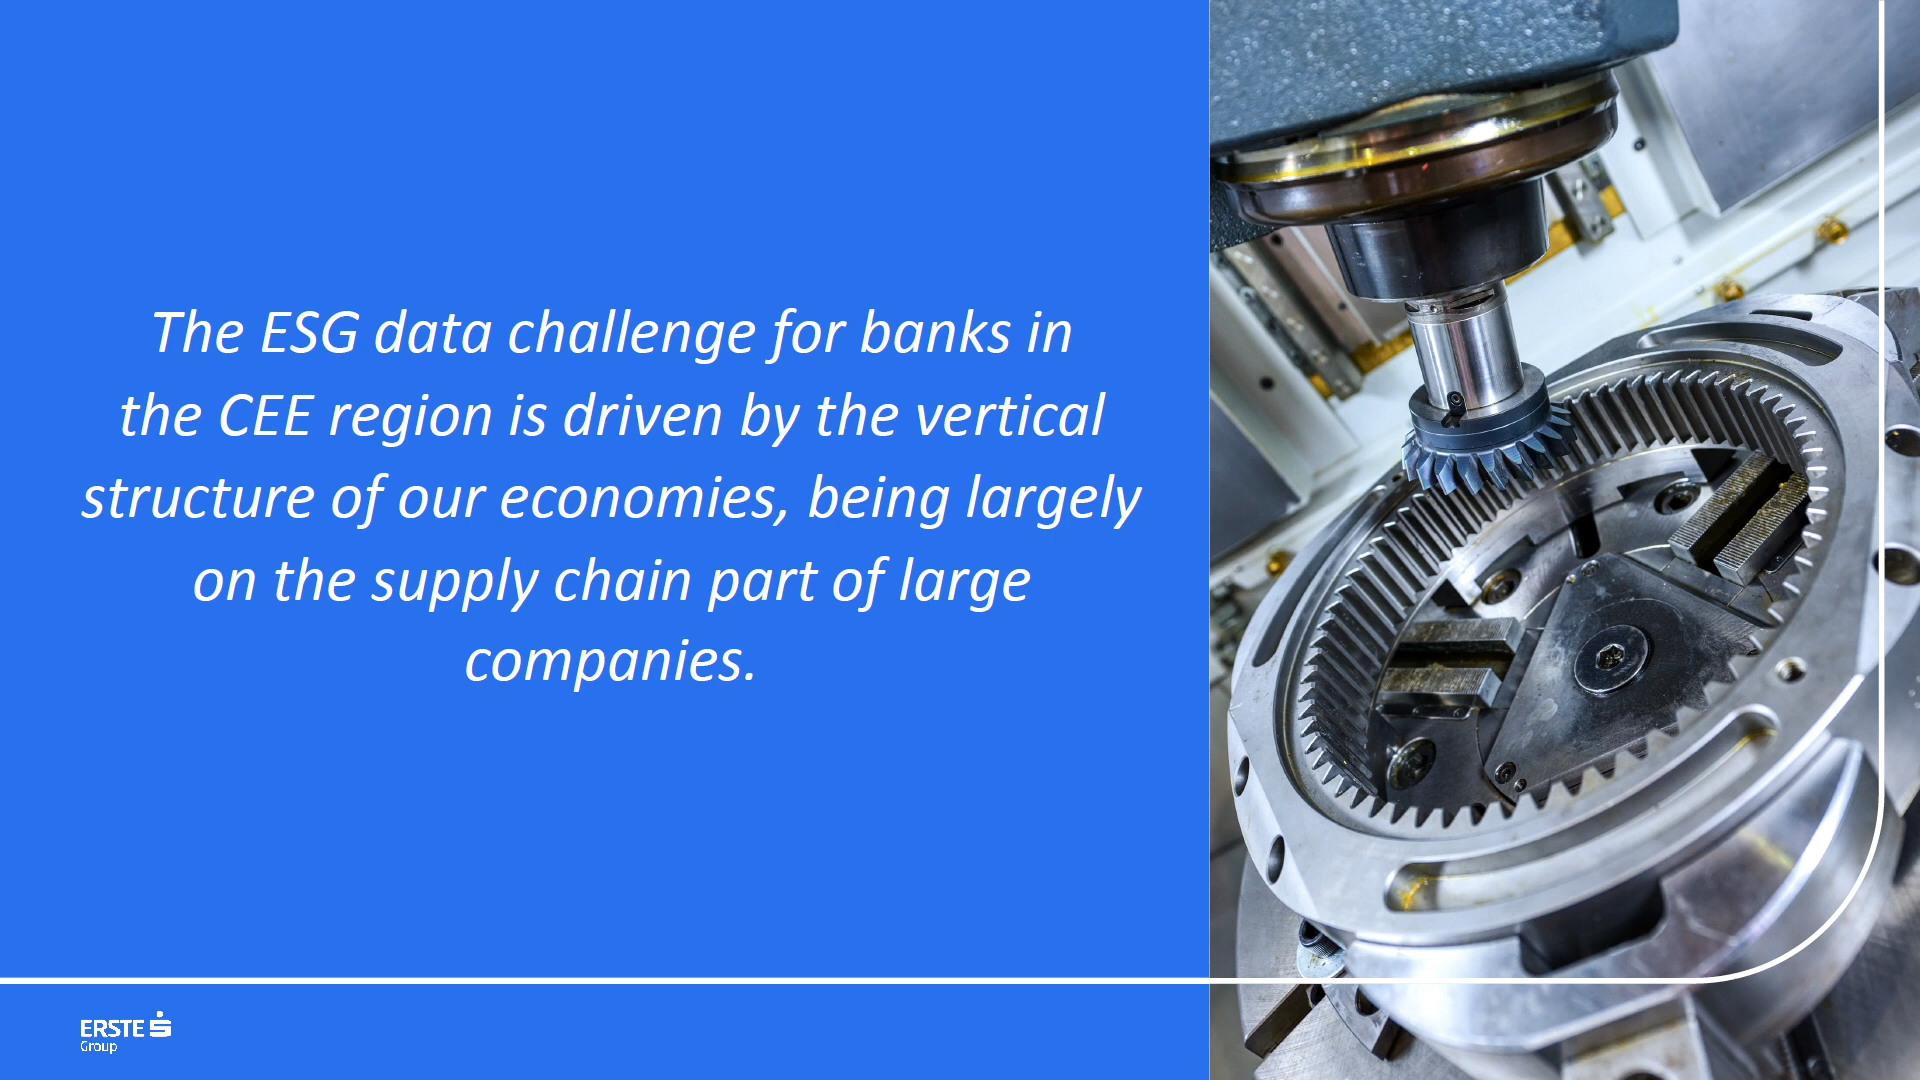 The ESG data challenge for banks in
the CEE region is driven by the vertical
structure of our economies, being largely
on the supply chain part of large
companies.
ERSTE
Group